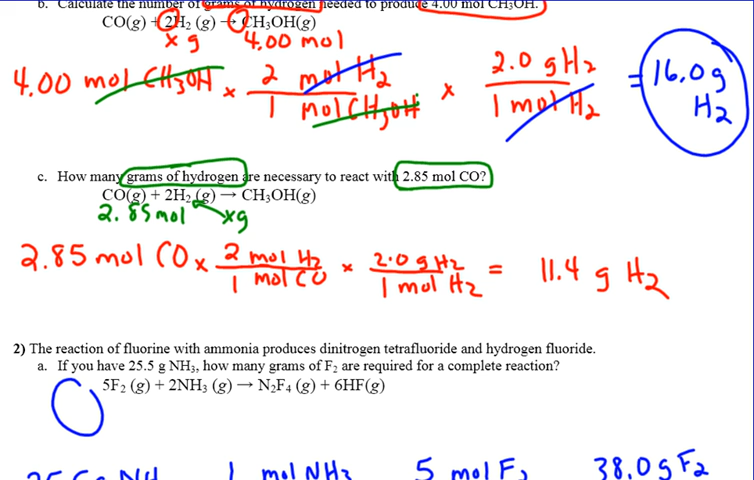 b. Calculate the number of grams of hydrogen needed to produce 4.00 mol CH₃OH.
CO(g) + 2H₂ (g) → CH₃OH(g)
x g 4.00 mol
4.00 mol CH₃OH x 2 mol H₂ / 1 mol CH₃OH x 2.0 g H₂ / 1 mol H₂ = 16.0 g H₂
c. How many grams of hydrogen are necessary to react with 2.85 mol CO?
CO(g) + 2H₂ (g) → CH₃OH(g)
2.85 mol xg
2.85 mol CO x 2 mol H₂ / 1 mol CO x 2.0 g H₂ / 1 mol H₂ = 11.4 g H₂
2) The reaction of fluorine with ammonia produces dinitrogen tetrafluoride and hydrogen fluoride.
a. If you have 25.5 g NH₃, how many grams of F₂ are required for a complete reaction?
5F₂ (g) + 2NH₃ (g) → N₂F₄ (g) + 6HF(g)
1 mol NH₃ 5 mol F₂ 38.0 g F₂